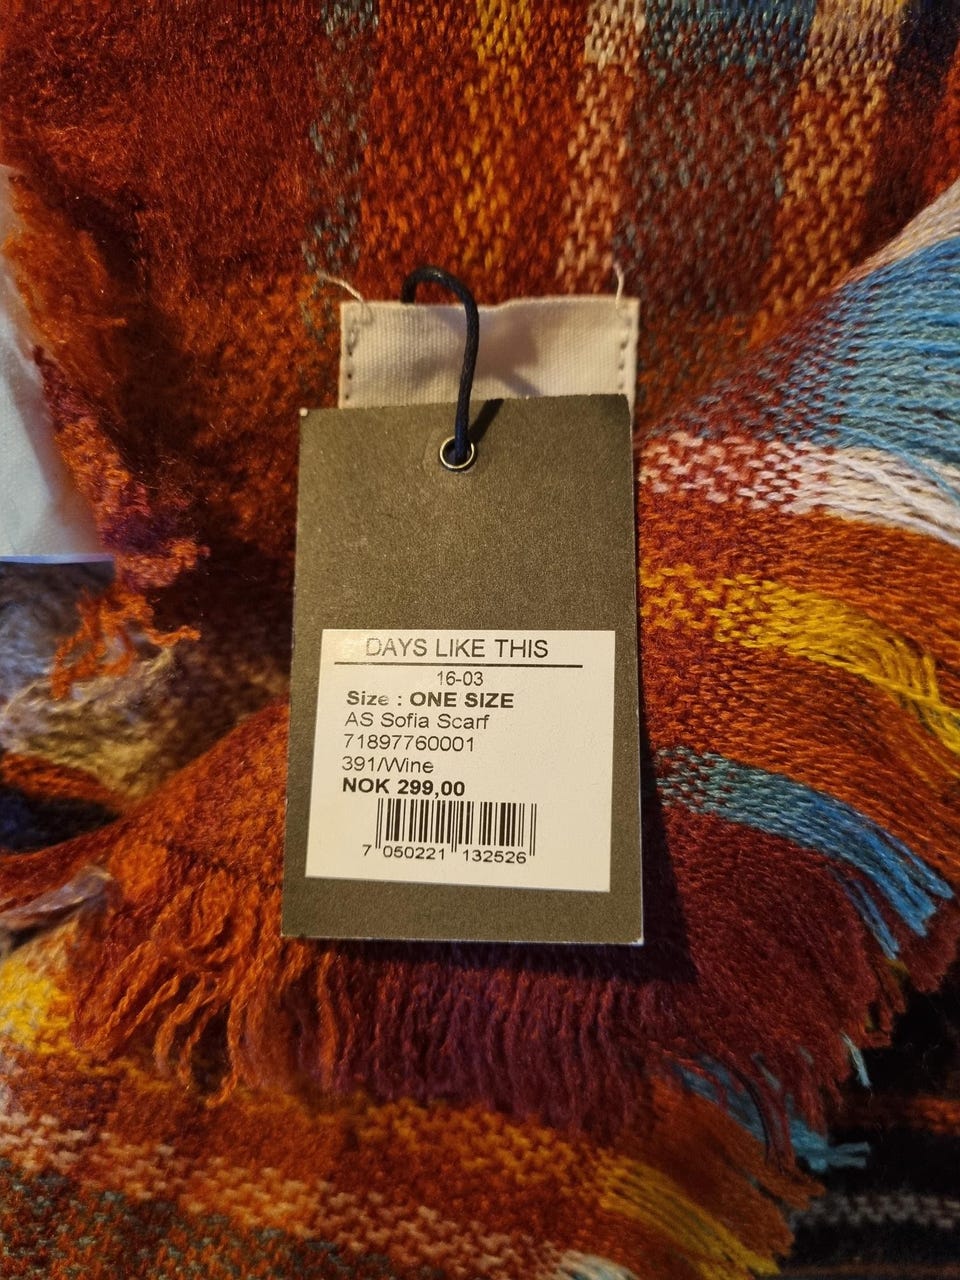 DAYS LIKE THIS
16-03
Size : ONE SIZE
AS Sofia Scarf
71897760001
391/Wine
NOK 299,00
7 050221 132526